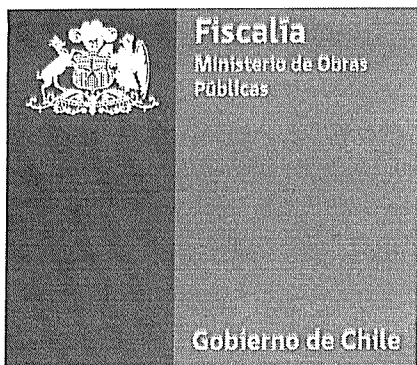 Fiscalía
Ministerio de Obras
Públicas
Gobierno de Chile